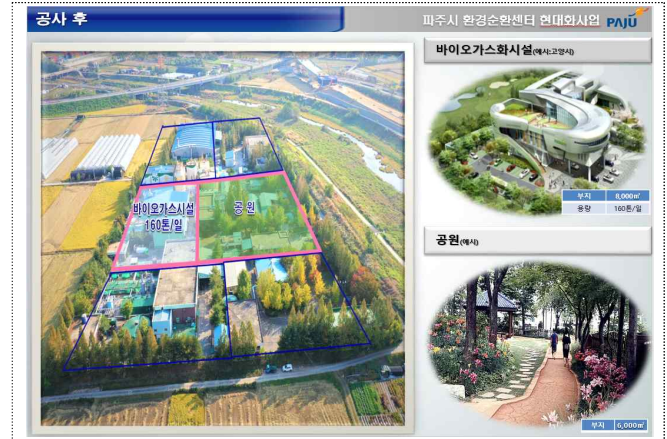 공사 후
파주시 환경순환센터 현대화사업 PAJU
바이오가스화시설(예시:고양시)
바이오가스시설
160톤/일
공 원
부지 8,000㎡
용량 160톤/일
공원(예시)
부지 6,000㎡